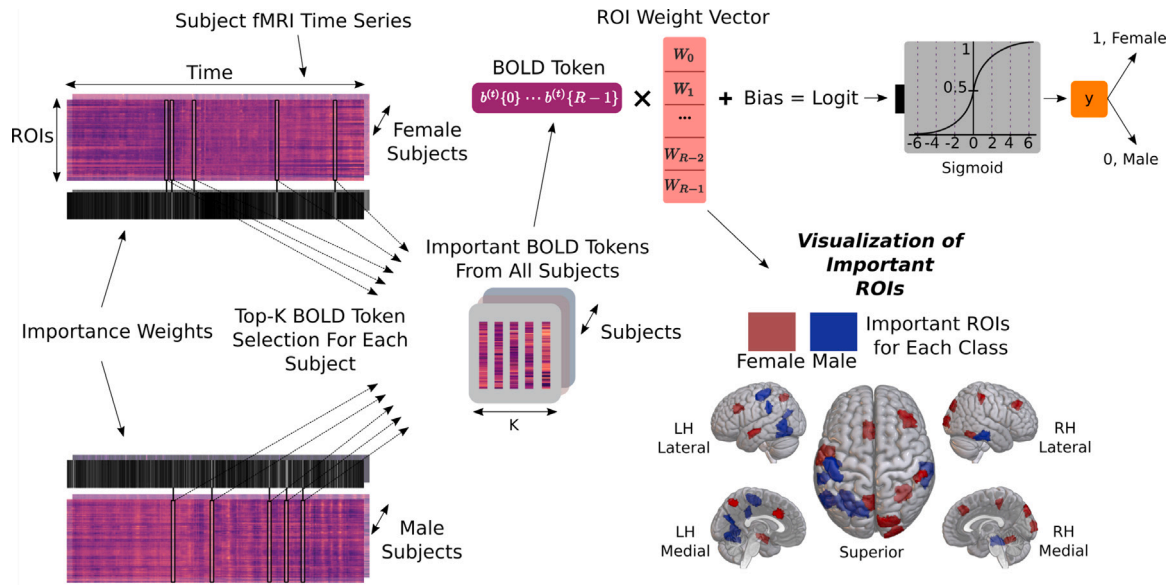 Subject fMRI Time Series
Time
ROIs
Female
Subjects
Importance Weights
Top-K BOLD Token
Selection For Each
Subject
Male
Subjects
BOLD Token
b^{(t)}{0} ⋯ b^{(t)}{R − 1}
×
ROI Weight Vector
W_0
W_1
...
W_{R−2}
W_{R−1}
+ Bias = Logit
1
0,5
0
-6 -4 -2 0 2 4 6
Sigmoid
y
1, Female
0, Male
Important BOLD Tokens
From All Subjects
Subjects
K
Visualization of
Important
ROIs
Female Male
Important ROIs
for Each Class
LH
Lateral
RH
Lateral
LH
Medial
Superior
RH
Medial